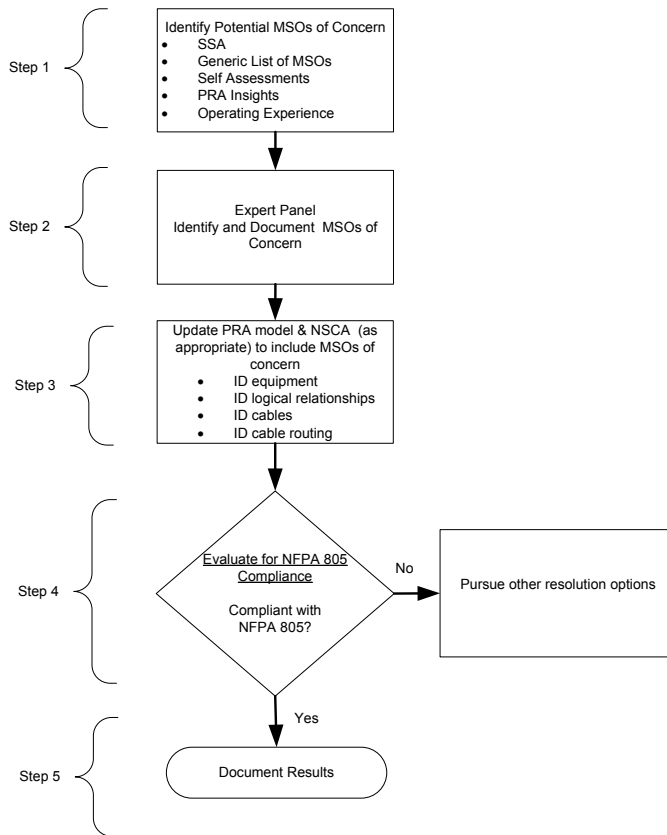 Step 1
Identify Potential MSOs of Concern
• SSA
• Generic List of MSOs
• Self Assessments
• PRA Insights
• Operating Experience
Step 2
Expert Panel
Identify and Document MSOs of
Concern
Step 3
Update PRA model & NSCA (as
appropriate) to include MSOs of
concern
• ID equipment
• ID logical relationships
• ID cables
• ID cable routing
Step 4
Evaluate for NFPA 805
Compliance
Compliant with
NFPA 805?
No
Pursue other resolution options
Yes
Step 5
Document Results